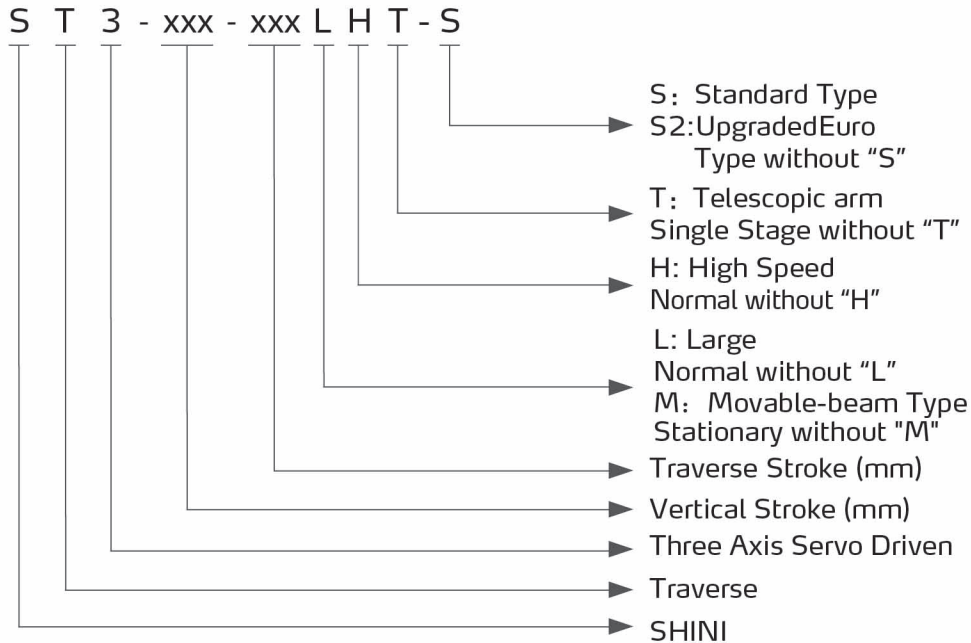 S T 3 - xxx - xxx L H T - S
S: Standard Type
S2:UpgradedEuro
Type without “S”
T: Telescopic arm
Single Stage without “T”
H: High Speed
Normal without “H”
L: Large
Normal without “L”
M: Movable-beam Type
Stationary without "M"
Traverse Stroke (mm)
Vertical Stroke (mm)
Three Axis Servo Driven
Traverse
SHINI